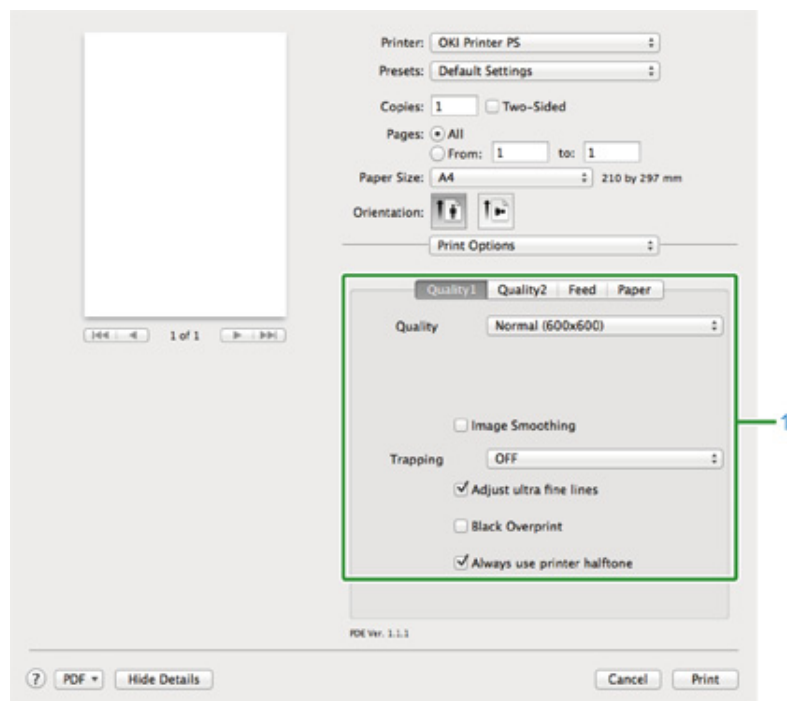 Printer: OKI Printer PS
Presets: Default Settings
Copies: 1 Two-Sided
Pages: All
From: 1 to: 1
Paper Size: A4 210 by 297 mm
Orientation:
Print Options
Quality1 Quality2 Feed Paper
Quality Normal (600x600)
1 of 1
Image Smoothing
1
Trapping OFF
Adjust ultra fine lines
Black Overprint
Always use printer halftone
PDE Ver. 1.1.1
? PDF Hide Details Cancel Print